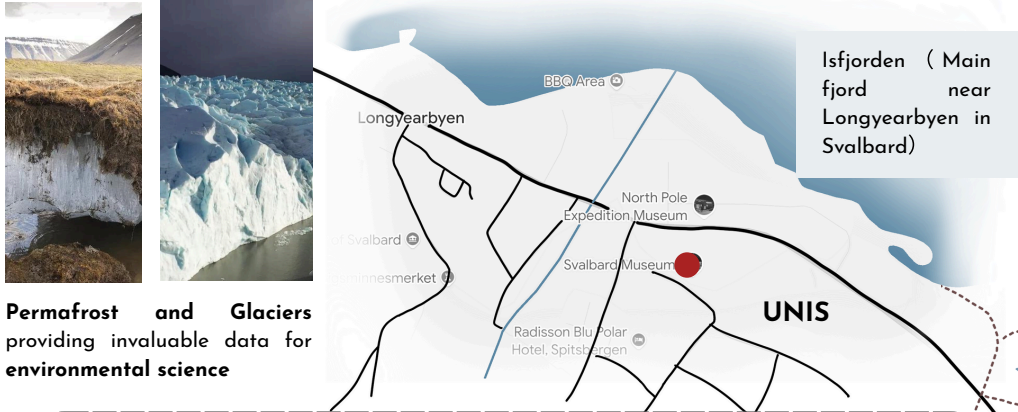 BBQ Area
Longyearbyen
Isfjorden （Main
fjord near
Longyearbyen in
Svalbard）
North Pole
Expedition Museum
of Svalbard
Svalbard Museum
UNIS
Radisson Blu Polar
Hotel, Spitsbergen
Permafrost and Glaciers
providing invaluable data for
environmental science